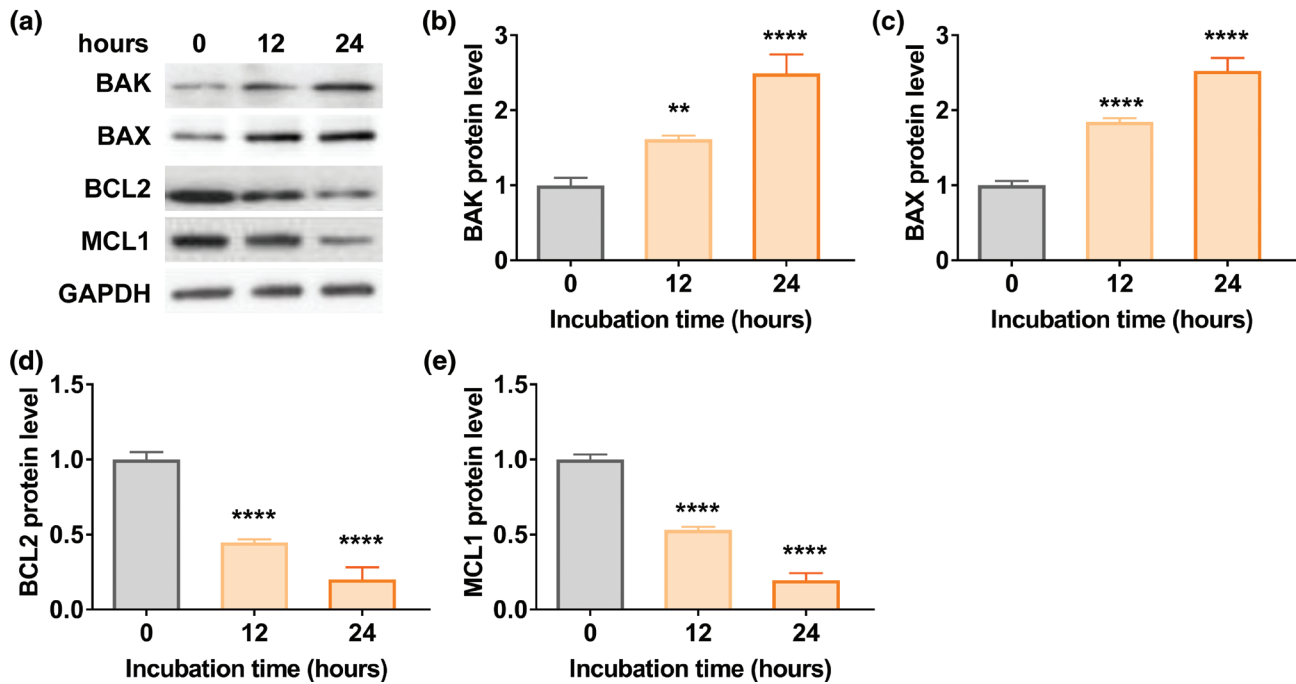 (a)
hours 0 12 24
BAK
BAX
BCL2
MCL1
GAPDH
(b)
BAK protein level
3
2
1
0
**
****
0 12 24
Incubation time (hours)
(c)
BAX protein level
3
2
1
0
****
****
0 12 24
Incubation time (hours)
(d)
BCL2 protein level
1.5
1.0
0.5
0.0
****
****
0 12 24
Incubation time (hours)
(e)
MCL1 protein level
1.5
1.0
0.5
0.0
****
****
0 12 24
Incubation time (hours)